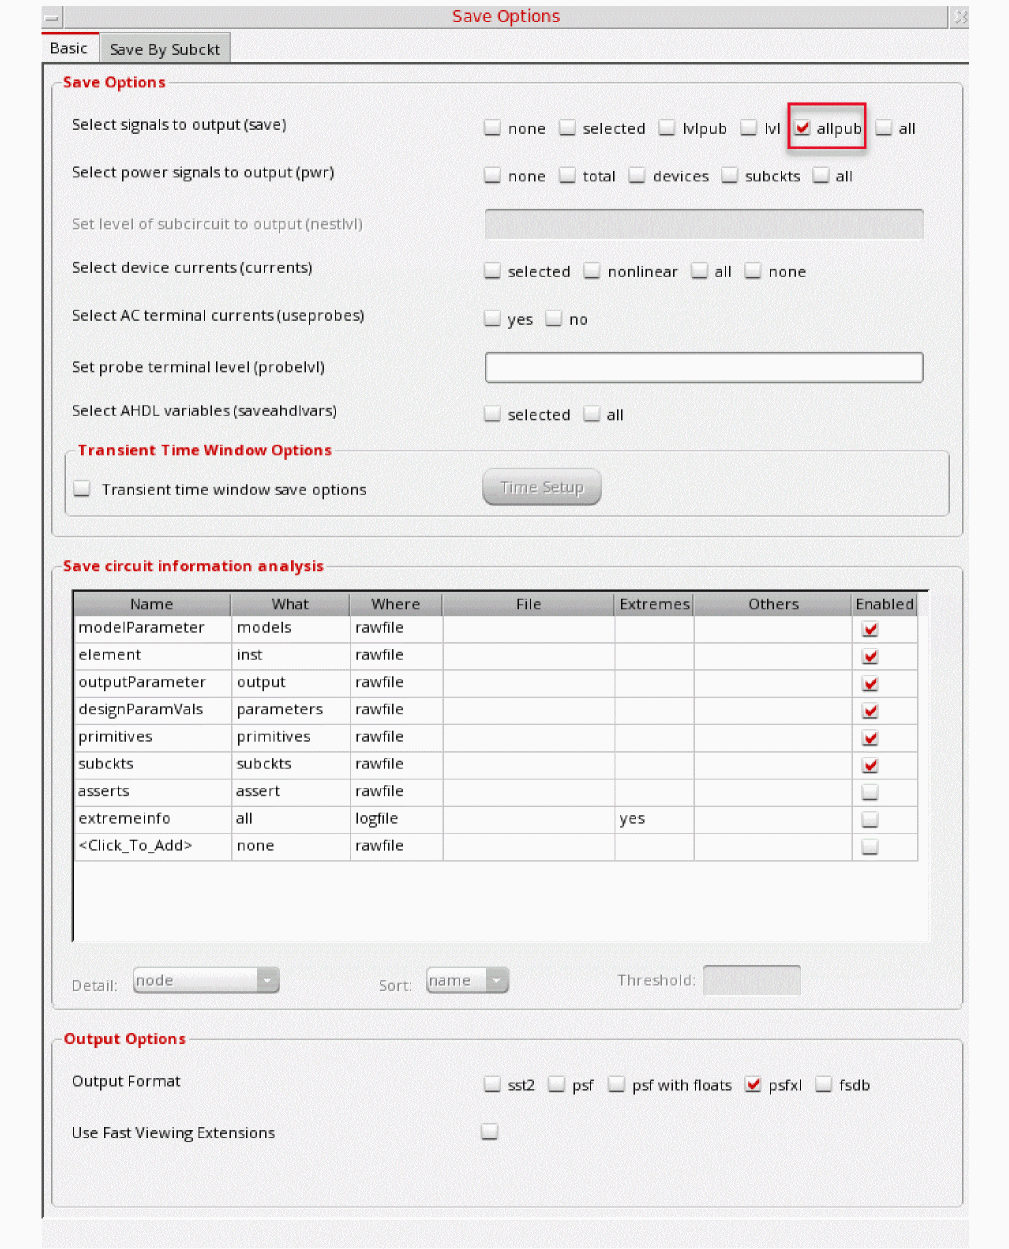 Save Options
Basic Save By Subckt
Save Options
Select signals to output (save) none selected lvlpub lvl allpub all
Select power signals to output (pwr) none total devices subckts all
Set level of subcircuit to output (nestlvl)
Select device currents (currents) selected nonlinear all none
Select AC terminal currents (useprobes) yes no
Set probe terminal level (probelvl)
Select AHDL variables (saveahdlvars) selected all
Transient Time Window Options
Transient time window save options Time Setup
Save circuit information analysis
Name What Where File Extremes Others Enabled
modelParameter models rawfile
element inst rawfile
outputParameter output rawfile
designParamVals parameters rawfile
primitives primitives rawfile
subckts subckts rawfile
asserts assert rawfile
extremeinfo all logfile yes
<Click_To_Add> none rawfile
Detail: node Sort: name Threshold:
Output Options
Output Format sst2 psf psf with floats psfxl fsdb
Use Fast Viewing Extensions